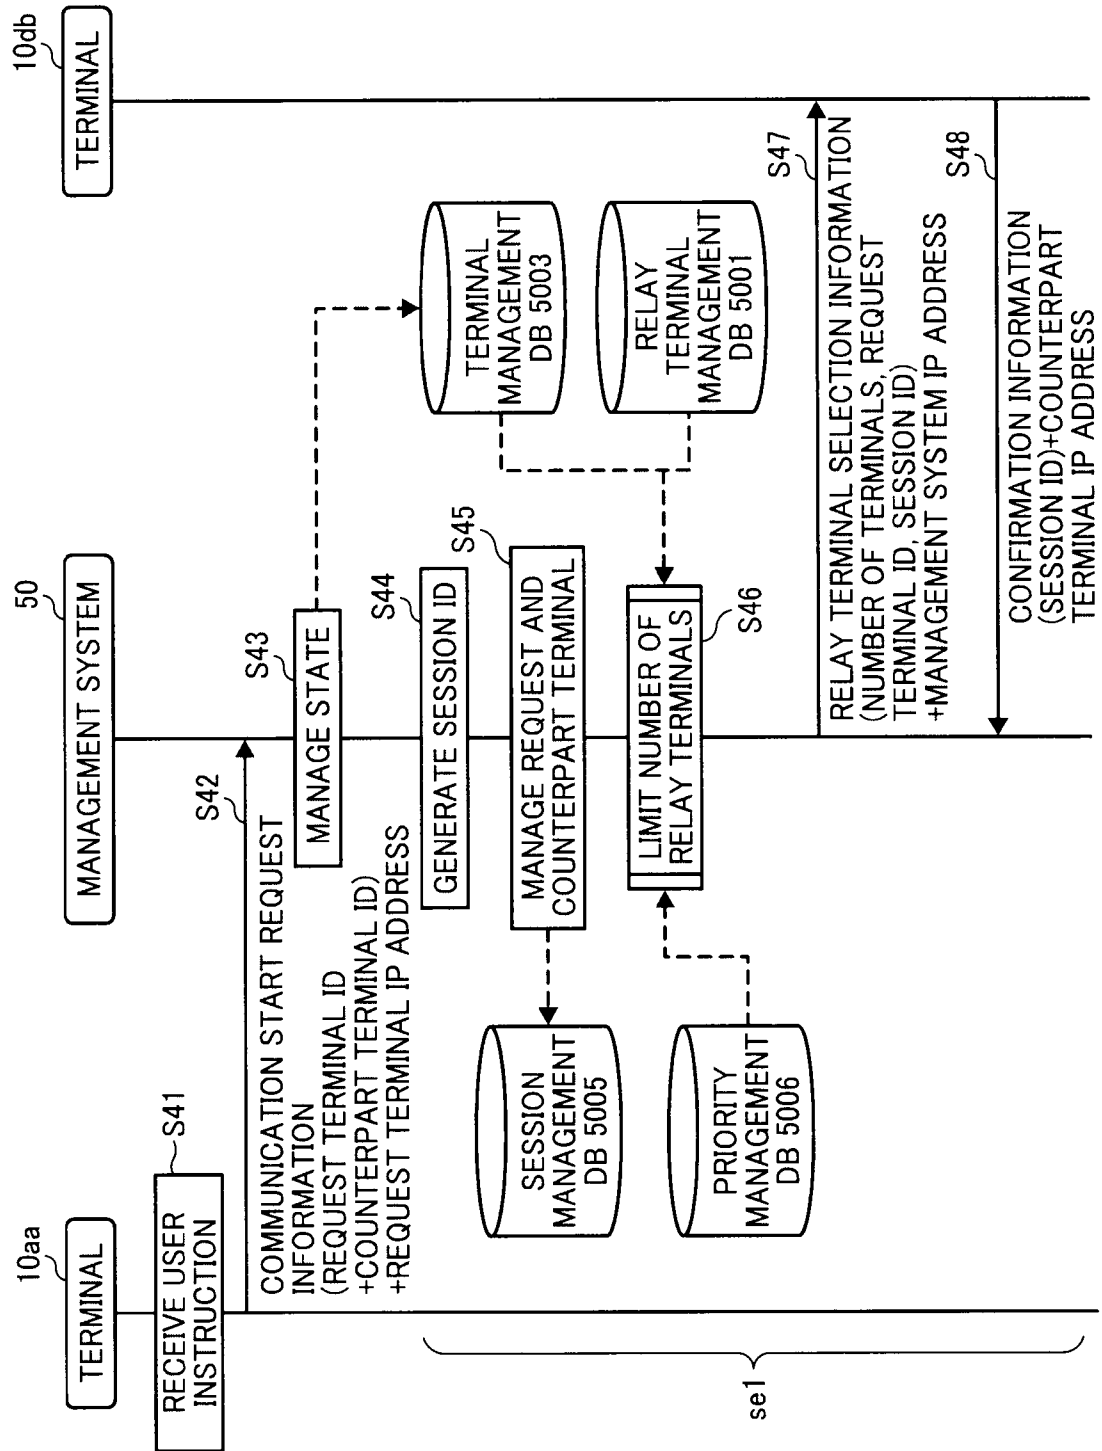 10aa
TERMINAL
50
MANAGEMENT SYSTEM
10db
TERMINAL
S41
RECEIVE USER
INSTRUCTION
S42
COMMUNICATION START REQUEST
INFORMATION
(REQUEST TERMINAL ID
+COUNTERPART TERMINAL ID)
+REQUEST TERMINAL IP ADDRESS
S43
MANAGE STATE
S44
GENERATE SESSION ID
S45
MANAGE REQUEST AND
COUNTERPART TERMINAL
TERMINAL
MANAGEMENT
DB 5003
SESSION
MANAGEMENT
DB 5005
RELAY
TERMINAL
MANAGEMENT
DB 5001
LIMIT NUMBER OF
RELAY TERMINALS
S46
PRIORITY
MANAGEMENT
DB 5006
S47
RELAY TERMINAL SELECTION INFORMATION
(NUMBER OF TERMINALS, REQUEST
TERMINAL ID, SESSION ID)
+MANAGEMENT SYSTEM IP ADDRESS
S48
CONFIRMATION INFORMATION
(SESSION ID)+COUNTERPART
TERMINAL IP ADDRESS
se1